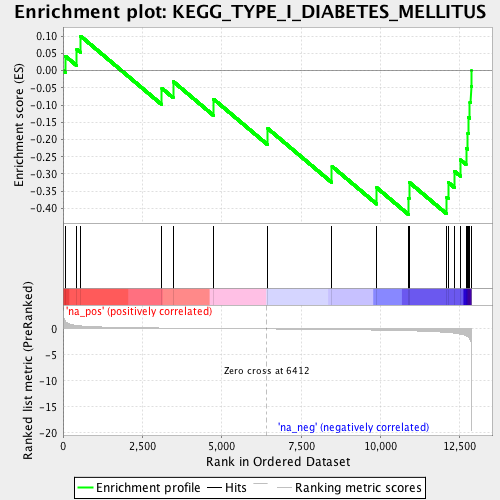 Enrichment plot: KEGG_TYPE_I_DIABETES_MELLITUS
Enrichment score (ES)
0.10
0.05
0.00
-0.05
-0.10
-0.15
-0.20
-0.25
-0.30
-0.35
-0.40
'na_pos' (positively correlated)
Ranked list metric (PreRanked)
0
-5
-10
-15
-20
Zero cross at 6412
'na_neg' (negatively correlated)
0
2,500
5,000
7,500
10,000
12,500
Rank in Ordered Dataset
Enrichment profile
Hits
Ranking metric scores